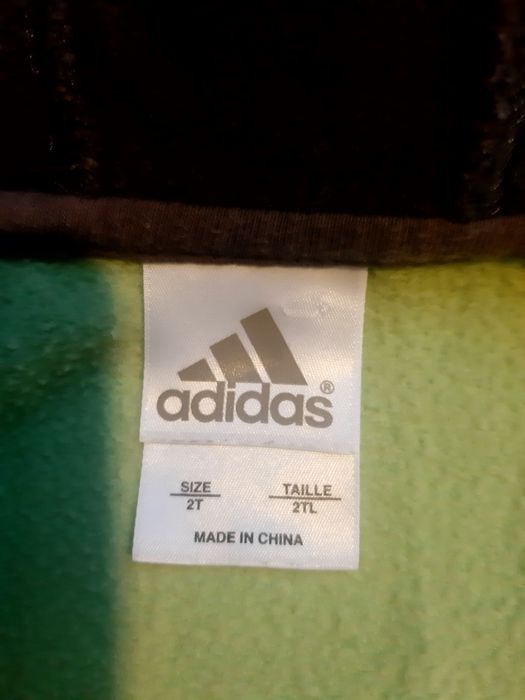 adidas®
SIZE TAILLE
2T 2TL
MADE IN CHINA